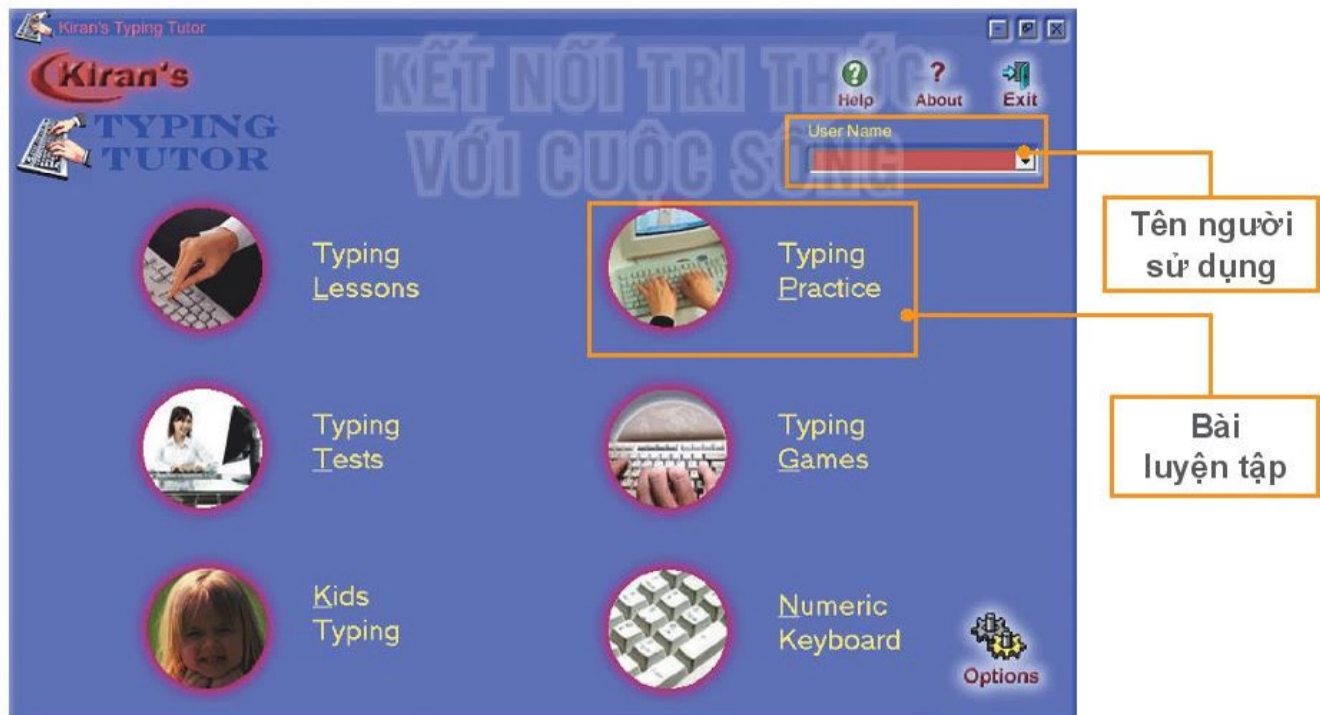 Kiran's Typing Tutor
Kiran's
TYPING
TUTOR
KẾT NỐI TRI THỨC
VỚI CUỘC SỐNG
Help
About
Exit
User Name
Tên người
sử dụng
Typing
Lessons
Typing
Practice
Bài
luyện tập
Typing
Tests
Typing
Games
Kids
Typing
Numeric
Keyboard
Options